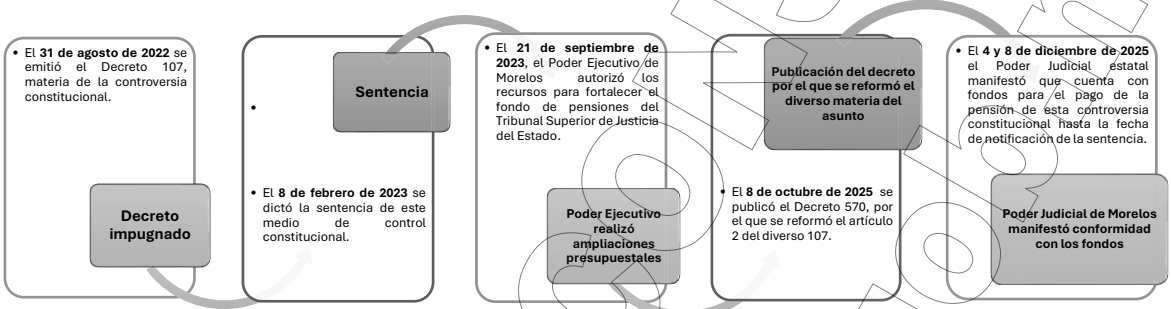 • El 31 de agosto de 2022 se
emitió el Decreto 107,
materia de la controversia
constitucional.
Decreto
impugnado
•
Sentencia
• El 8 de febrero de 2023 se
dictó la sentencia de este
medio de control
constitucional.
• El 21 de septiembre de
2023, el Poder Ejecutivo de
Morelos autorizó los
recursos para fortalecer el
fondo de pensiones del
Tribunal Superior de Justicia
del Estado.
Poder Ejecutivo
realizó
ampliaciones
presupuestales
Publicación del decreto
por el que se reformó el
diverso materia del
asunto
• El 8 de octubre de 2025 se
publicó el Decreto 570, por
el que se reformó el artículo
2 del diverso 107.
• El 4 y 8 de diciembre de 2025
el Poder Judicial estatal
manifestó que cuenta con
fondos para el pago de la
pensión de esta controversia
constitucional hasta la fecha
de notificación de la sentencia.
Poder Judicial de Morelos
manifestó conformidad
con los fondos